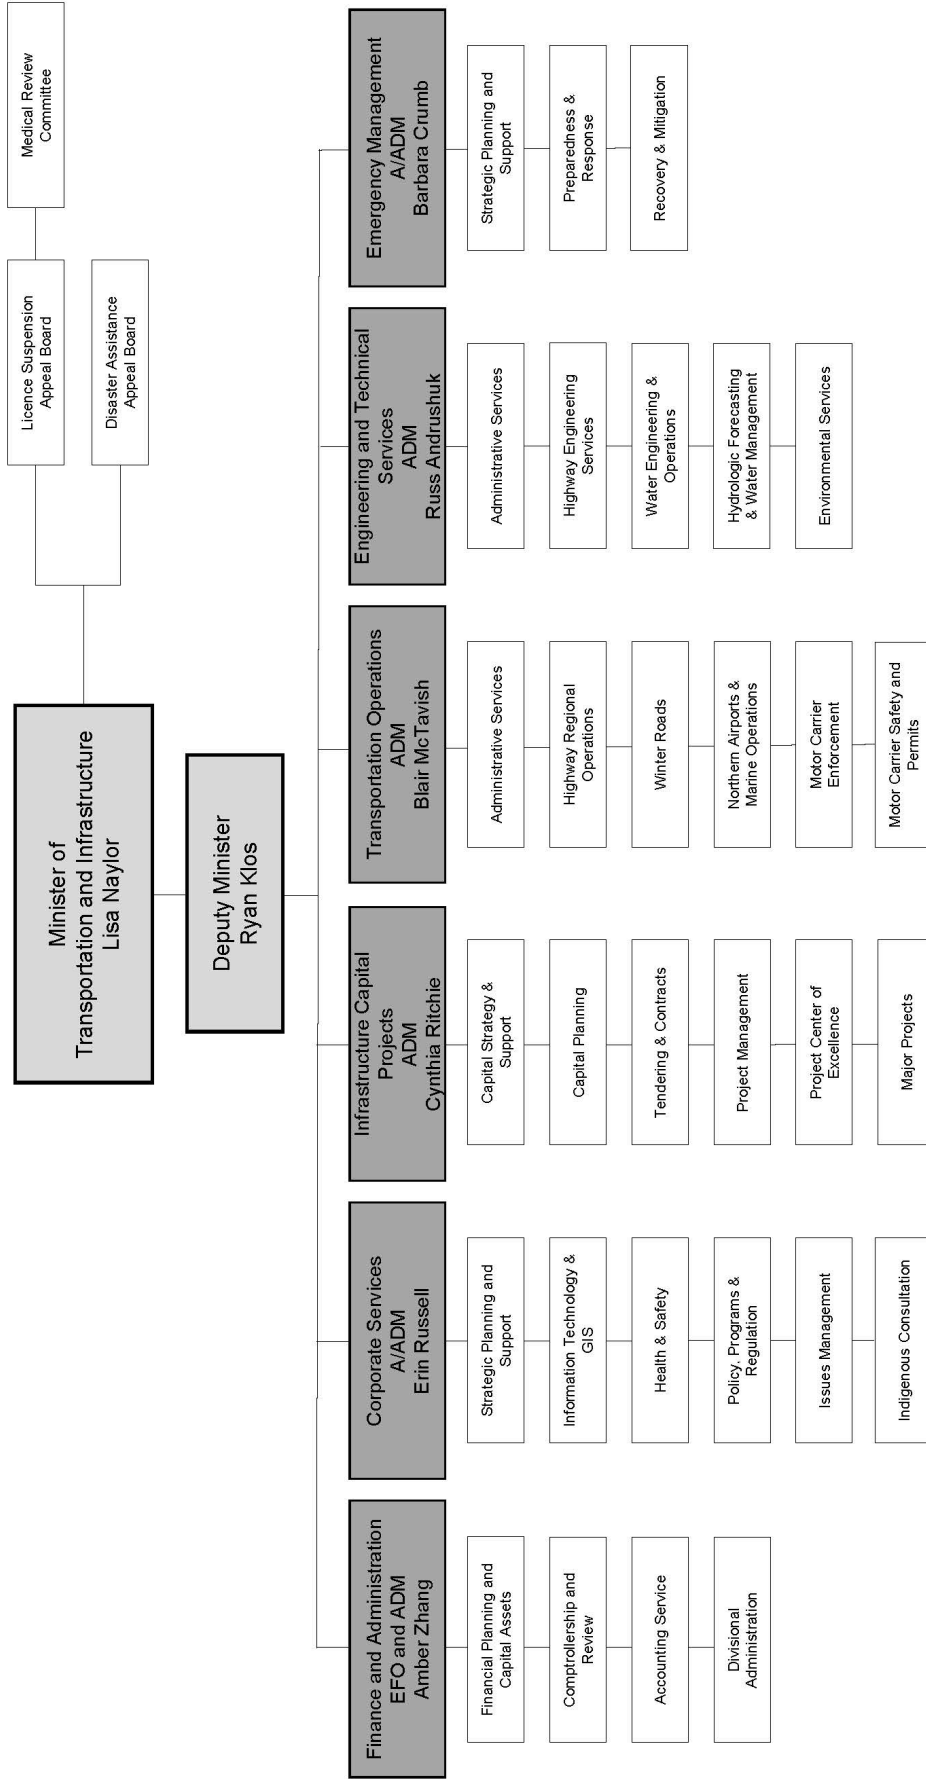 Minister of
Transportation and Infrastructure
Lisa Naylor
Licence Suspension
Appeal Board
Medical Review
Committee
Disaster Assistance
Appeal Board
Deputy Minister
Ryan Klos
Finance and Administration
EFO and ADM
Amber Zhang
Financial Planning and
Capital Assets
Comptrollership and
Review
Accounting Service
Divisional
Administration
Corporate Services
A/ADM
Erin Russell
Strategic Planning and
Support
Information Technology &
GIS
Health & Safety
Policy, Programs &
Regulation
Issues Management
Indigenous Consultation
Infrastructure Capital
Projects
ADM
Cynthia Ritchie
Capital Strategy &
Support
Capital Planning
Tendering & Contracts
Project Management
Project Center of
Excellence
Major Projects
Transportation Operations
ADM
Blair McTavish
Administrative Services
Highway Regional
Operations
Winter Roads
Northern Airports &
Marine Operations
Motor Carrier
Enforcement
Motor Carrier Safety and
Permits
Engineering and Technical
Services
ADM
Russ Andrushuk
Administrative Services
Highway Engineering
Services
Water Engineering &
Operations
Hydrologic Forecasting
& Water Management
Environmental Services
Emergency Management
A/ADM
Barbara Crumb
Strategic Planning and
Support
Preparedness &
Response
Recovery & Mitigation